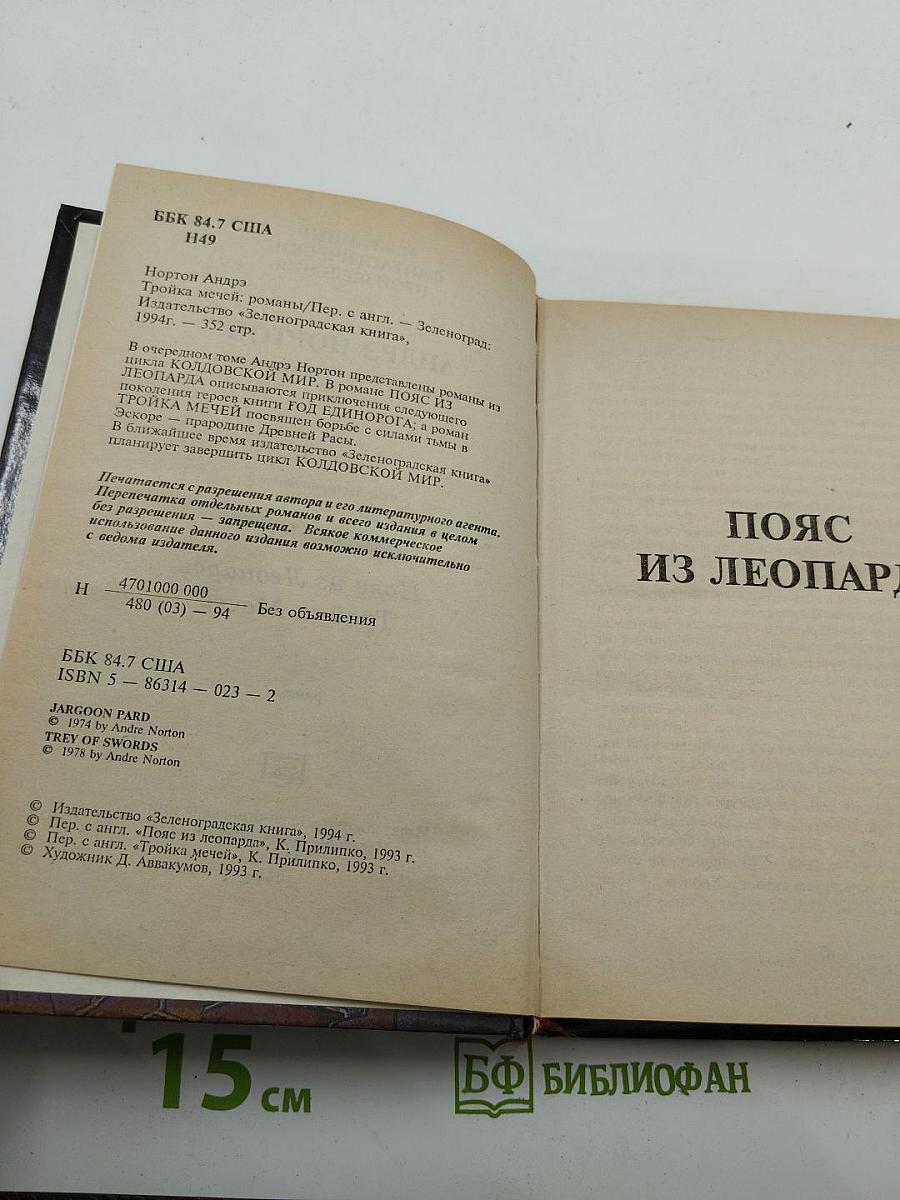 ББК 84.7 США
Н49
Нортон Андрэ
Тройка мечей: романы/Пер. с англ. — Зеленоград:
Издательство «Зеленоградская книга»,
1994г. — 352 стр.
В очередном томе Андрэ Нортон представлены романы из
цикла КОЛДОВСКОЙ МИР. В романе ПОЯС ИЗ
ЛЕОПАРДА описываются приключения следующего
поколения героев книги ГОД ЕДИНОРОГА; а роман
ТРОЙКА МЕЧЕЙ посвящен борьбе с силами тьмы в
Эскоре — прародине Древней Расы.
В ближайшее время издательство «Зеленоградская книга»
планирует завершить цикл КОЛДОВСКОЙ МИР.
Печатается с разрешения автора и его литературного агента.
Перепечатка отдельных романов и всего издания в целом
без разрешения — запрещена. Всякое коммерческое
использование данного издания возможно исключительно
с ведома издателя.
Н 4701000 000
480 (03) — 94 Без объявления
ББК 84.7 США
ISBN 5 — 86314 — 023 — 2
JARGOON PARD
© 1974 by Andre Norton
TREY OF SWORDS
© 1978 by Andre Norton
© Издательство «Зеленоградская книга», 1994 г.
© Пер. с англ. «Пояс из леопарда», К. Прилипко, 1993 г.
© Пер. с англ. «Тройка мечей», К. Прилипко, 1993 г.
© Художник Д. Аввакумов, 1993 г.
ПОЯС
ИЗ ЛЕОПАРД
15 см
БФ БИБЛИОФАН